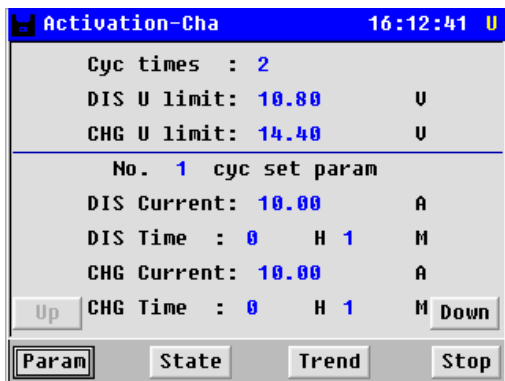 Activation-Cha 16:12:41 U
Cyc times : 2
DIS U limit: 10.80 V
CHG U limit: 14.40 V
No. 1 cyc set param
DIS Current: 10.00 A
DIS Time : 0 H 1 M
CHG Current: 10.00 A
CHG Time : 0 H 1 M
Up Down
Param State Trend Stop